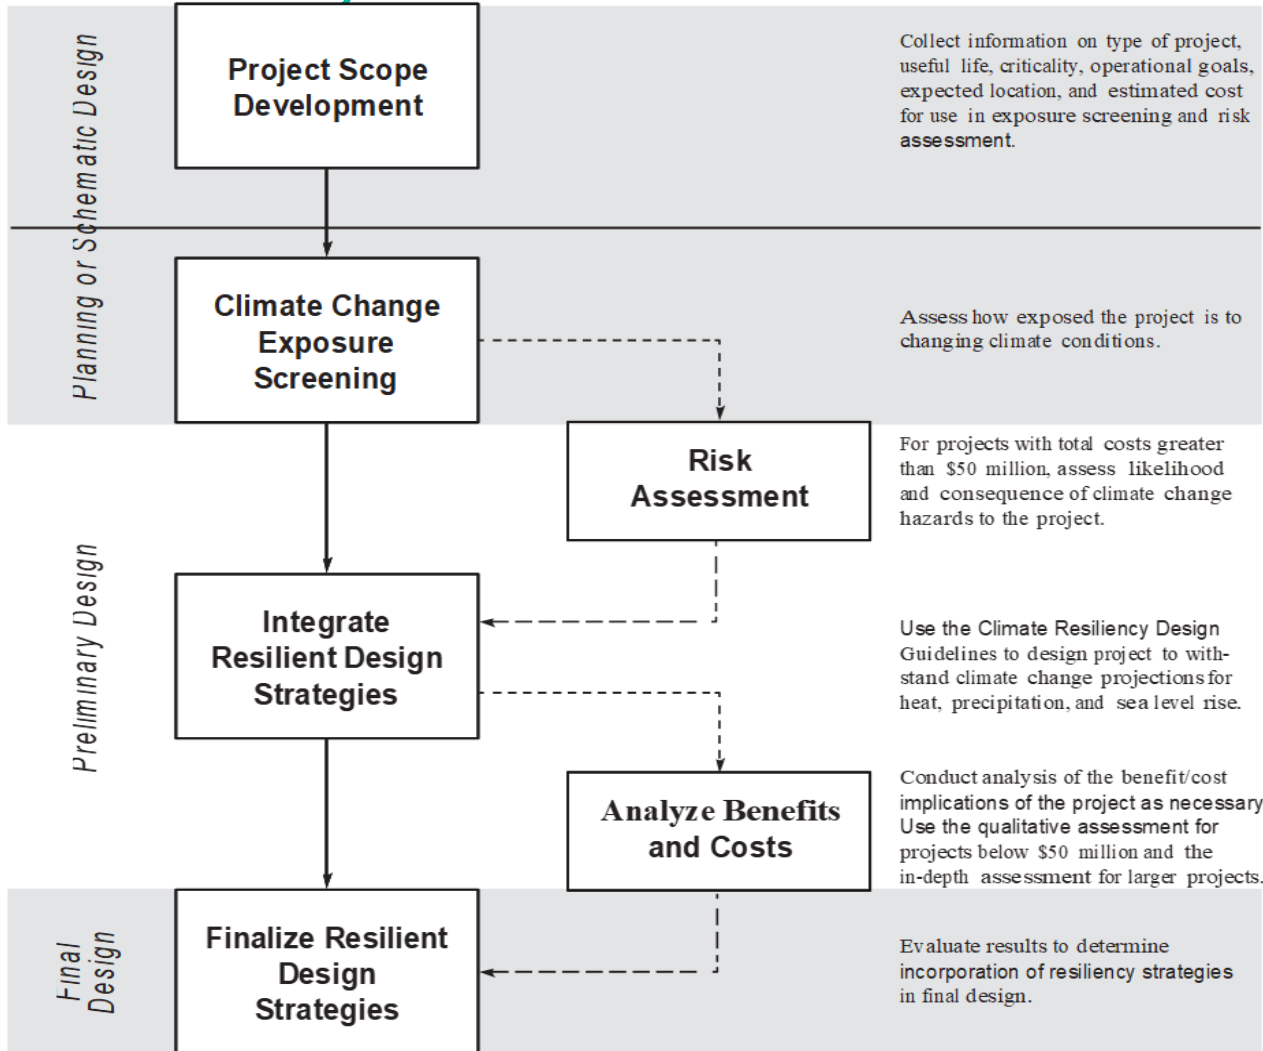 Planning or Schematic Design
Project Scope
Development
Collect information on type of project,
useful life, criticality, operational goals,
expected location, and estimated cost
for use in exposure screening and risk
assessment.
Climate Change
Exposure
Screening
Assess how exposed the project is to
changing climate conditions.
Preliminary Design
Risk
Assessment
For projects with total costs greater
than $50 million, assess likelihood
and consequence of climate change
hazards to the project.
Integrate
Resilient Design
Strategies
Use the Climate Resiliency Design
Guidelines to design project to with-
stand climate change projections for
heat, precipitation, and sea level rise.
Analyze Benefits
and Costs
Conduct analysis of the benefit/cost
implications of the project as necessary
Use the qualitative assessment for
projects below $50 million and the
in-depth assessment for larger projects.
Final
Design
Finalize Resilient
Design
Strategies
Evaluate results to determine
incorporation of resiliency strategies
in final design.